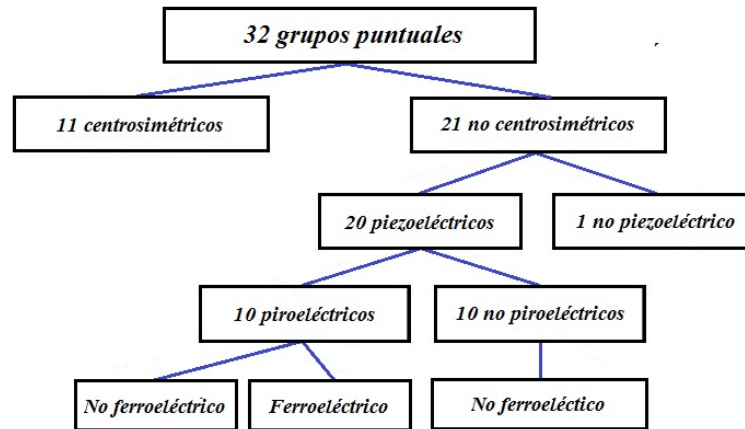 32 grupos puntuales
11 centrosimétricos
21 no centrosimétricos
20 piezoeléctricos
1 no piezoeléctrico
10 piroeléctricos
10 no piroeléctricos
No ferroeléctrico
Ferroeléctrico
No ferroeléctico